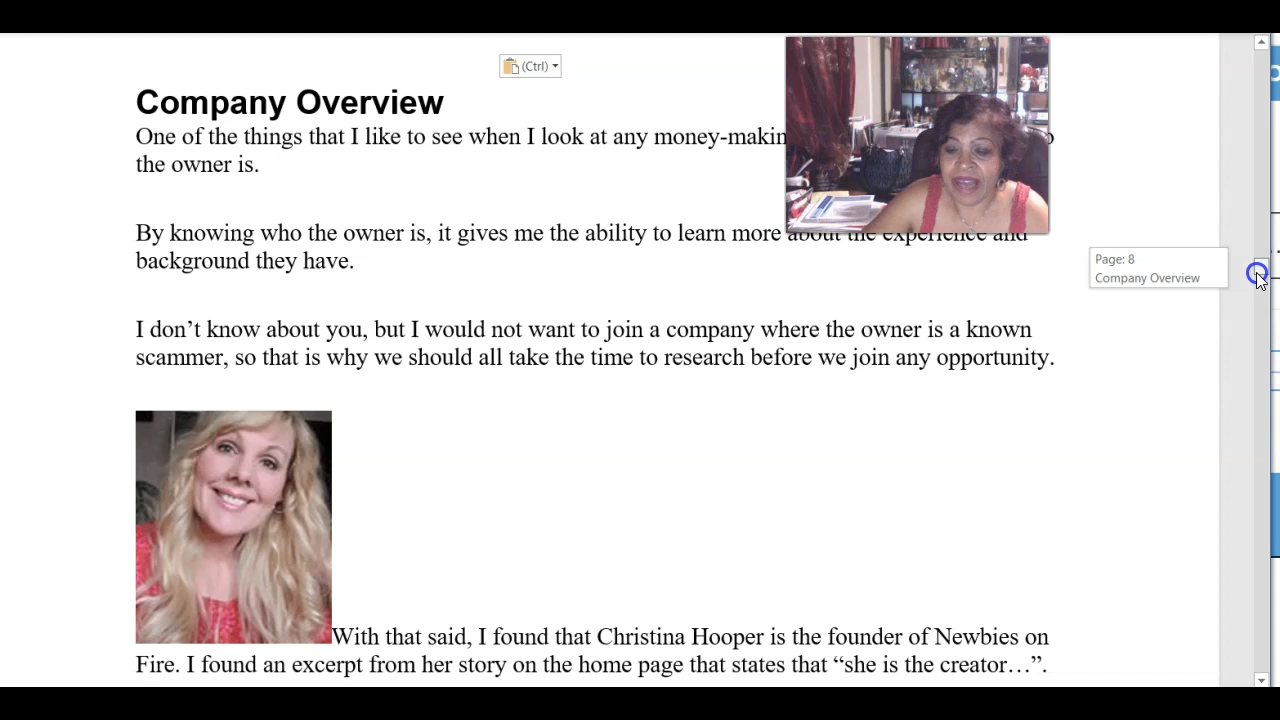 (Ctrl)
Company Overview
One of the things that I like to see when I look at any money-makin
the owner is.
By knowing who the owner is, it gives me the ability to learn more about the experience and
background they have.
Page: 8
Company Overview
I don’t know about you, but I would not want to join a company where the owner is a known
scammer, so that is why we should all take the time to research before we join any opportunity.
With that said, I found that Christina Hooper is the founder of Newbies on
Fire. I found an excerpt from her story on the home page that states that “she is the creator…”.